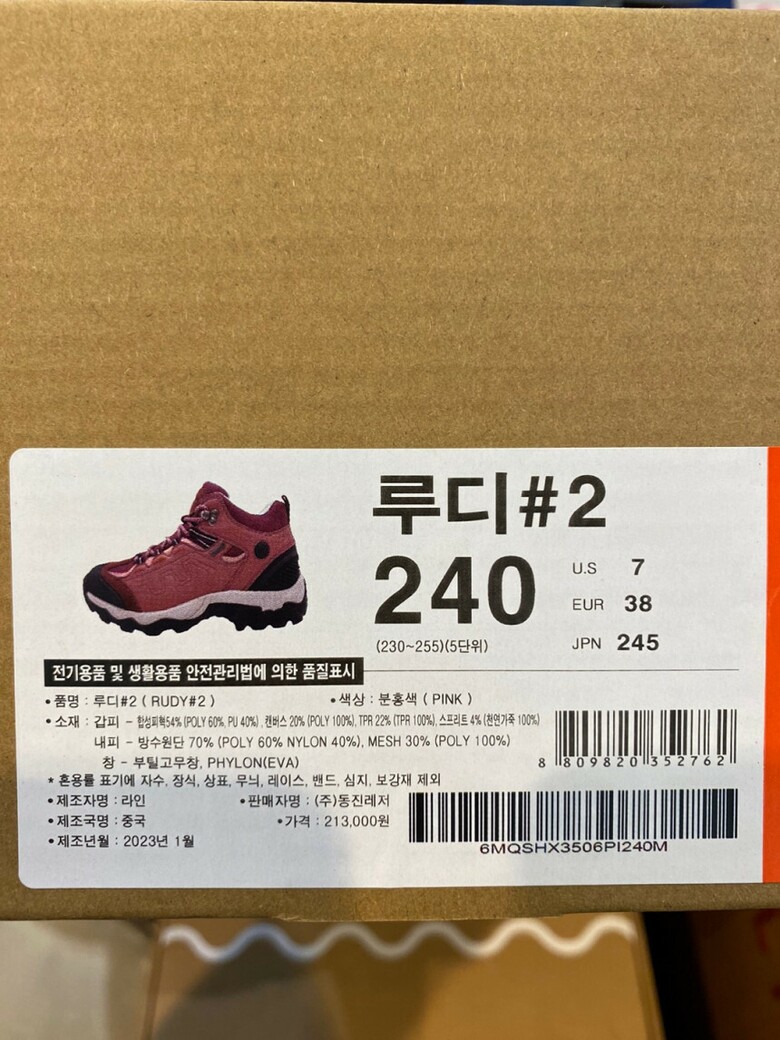 루디#2
240
U.S 7
EUR 38
JPN 245
(230~255)(5단위)
전기용품 및 생활용품 안전관리법에 의한 품질표시
• 품명 : 루디#2 ( RUDY#2 )
• 색상 : 분홍색 ( PINK )
• 소재 : 갑피 - 합성피혁54% (POLY 60%, PU 40%) , 캔버스 20% (POLY 100%), TPR 22% (TPR 100%), 스프리트 4% (천연가죽 100%)
내피 - 방수원단 70% (POLY 60% NYLON 40%), MESH 30% (POLY 100%)
창 - 부틸고무창, PHYLON(EVA)
* 혼용률 표기에 자수, 장식, 상표, 무늬, 레이스, 밴드, 심지, 보강재 제외
• 제조자명 : 라인
• 판매자명 : (주)동진레저
• 제조국명 : 중국
• 가격 : 213,000원
• 제조년월 : 2023년 1월
8 809820 352762
6MQSHX3506PI240M